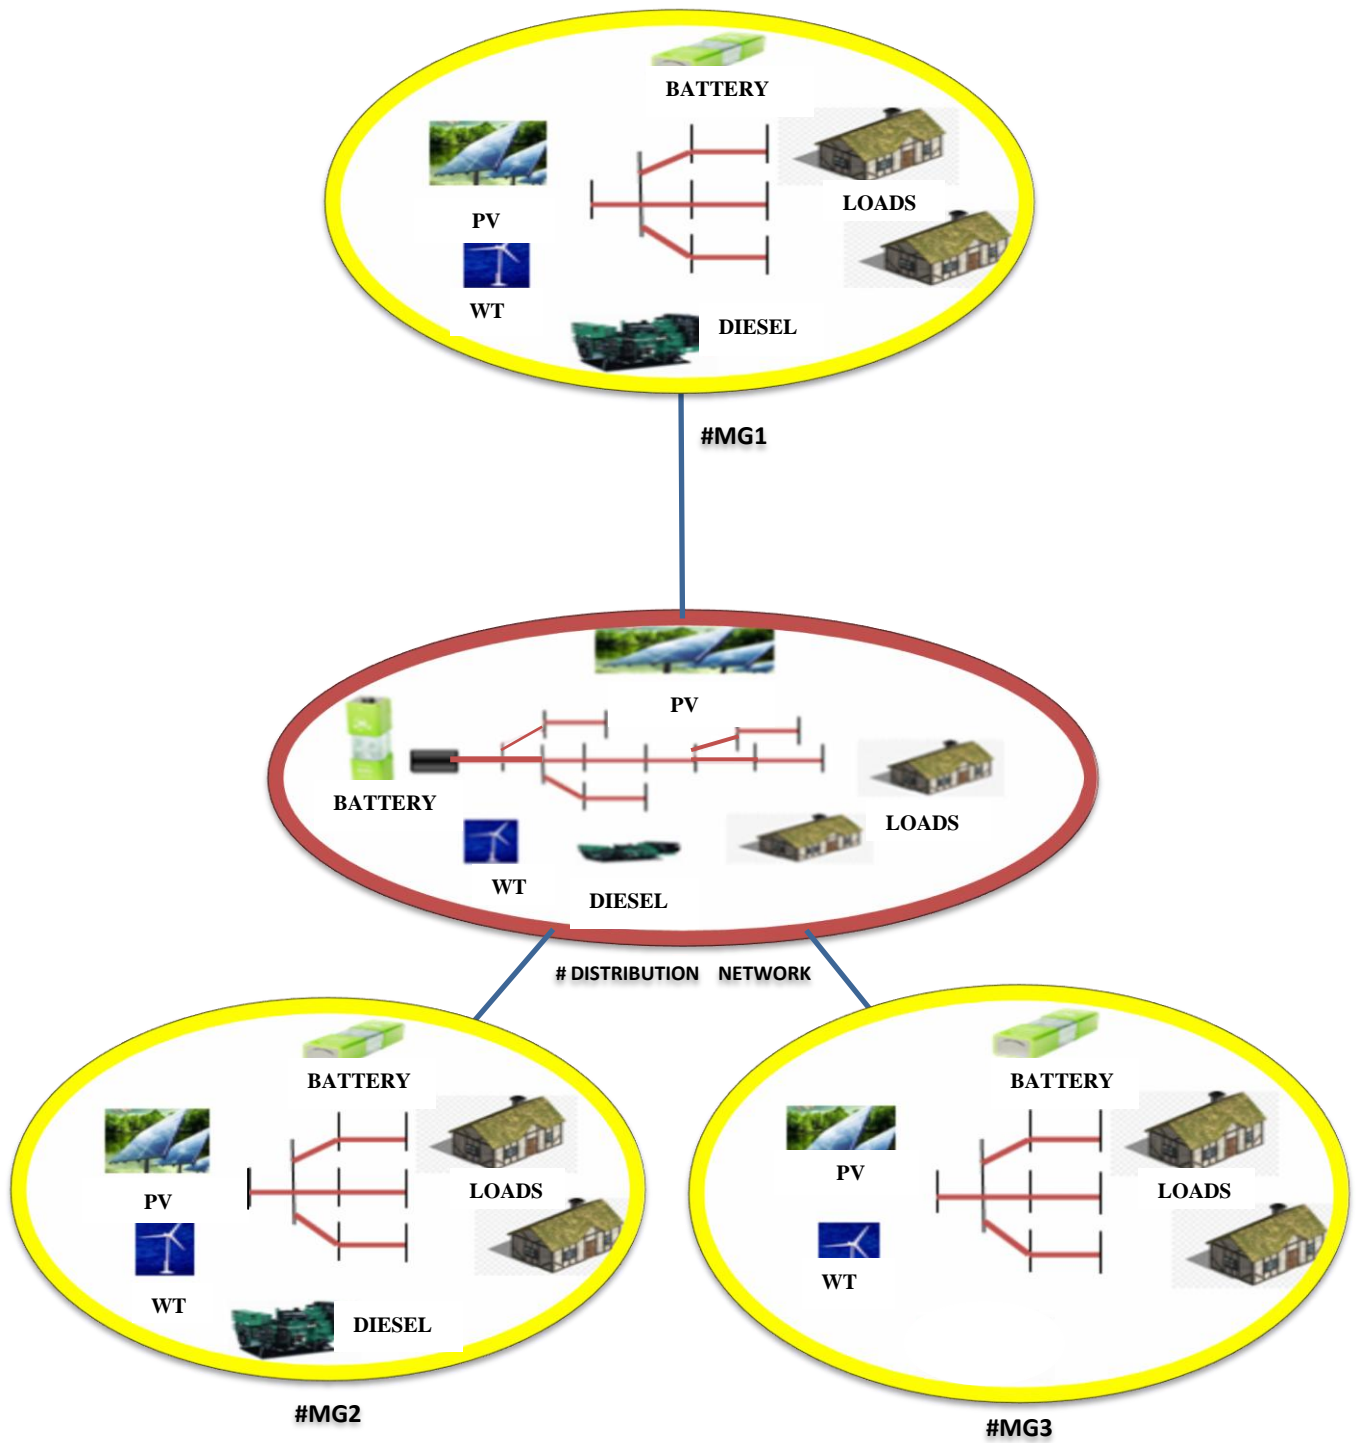 BATTERY
PV
LOADS
WT
DIESEL
#MG1
PV
BATTERY
LOADS
WT
DIESEL
# DISTRIBUTION NETWORK
BATTERY
PV
LOADS
WT
DIESEL
#MG2
BATTERY
PV
LOADS
WT
#MG3